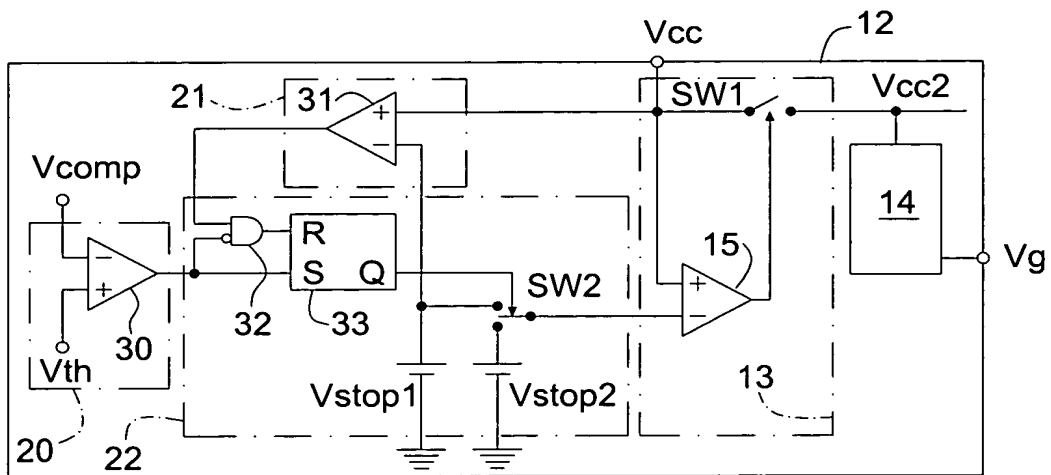 Vcc
12
21
31
SW1
Vcc2
Vcomp
14
R
15
S Q
SW2
Vg
32
33
30
Vth
Vstop1
Vstop2
13
20
22